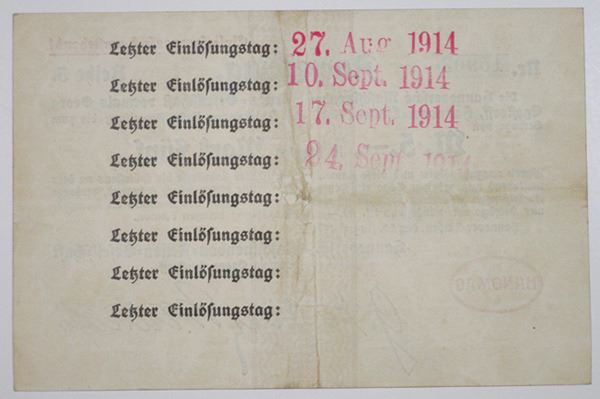 Letzter Einlösungstag: 27. Aug 1914
Letzter Einlösungstag: 10. Sept. 1914
Letzter Einlösungstag: 17. Sept. 1914
Letzter Einlösungstag: 24. Sept 1914
Letzter Einlösungstag:
Letzter Einlösungstag:
Letzter Einlösungstag:
Letzter Einlösungstag:
HANOMAG